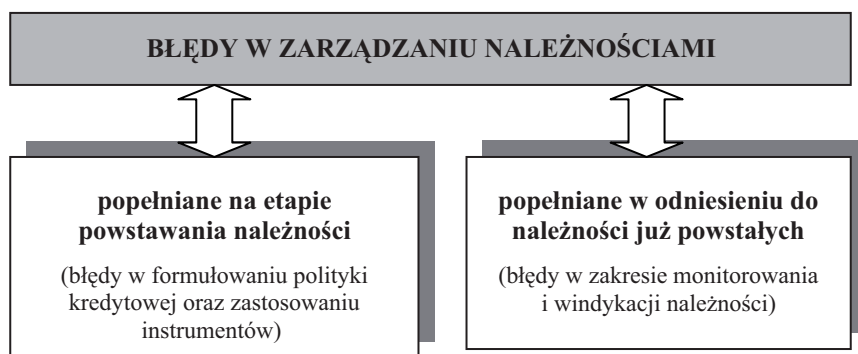 BŁĘDY W ZARZĄDZANIU NALEŻNOŚCIAMI
popełniane na etapie
powstawania należności
(błędy w formułowaniu polityki
kredytowej oraz zastosowaniu
instrumentów)
popełniane w odniesieniu do
należności już powstałych
(błędy w zakresie monitorowania
i windykacji należności)